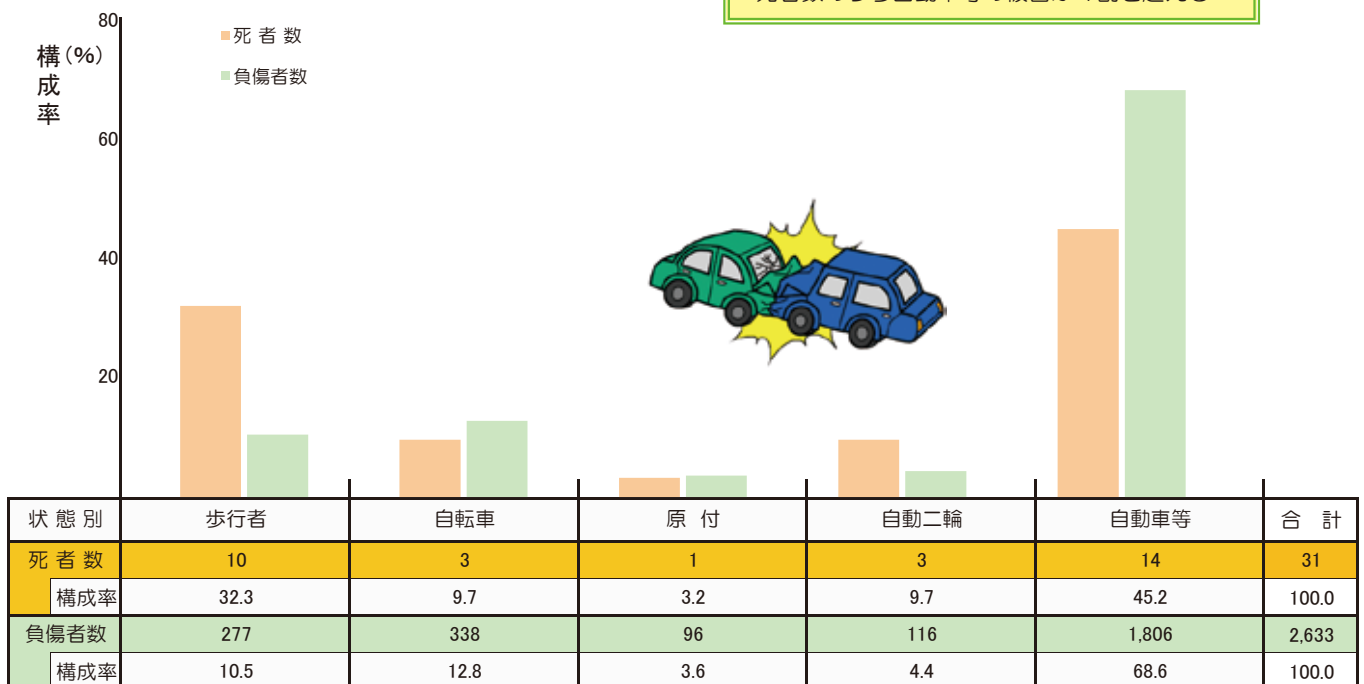 80
構(%)
成
率
■死 者 数
■負傷者数
60
40
20
状 態 別 歩行者 自転車 原 付 自動二輪 自動車等 合 計
死 者 数 10 3 1 3 14 31
構成率 32.3 9.7 3.2 9.7 45.2 100.0
負傷者数 277 338 96 116 1,806 2,633
構成率 10.5 12.8 3.6 4.4 68.6 100.0